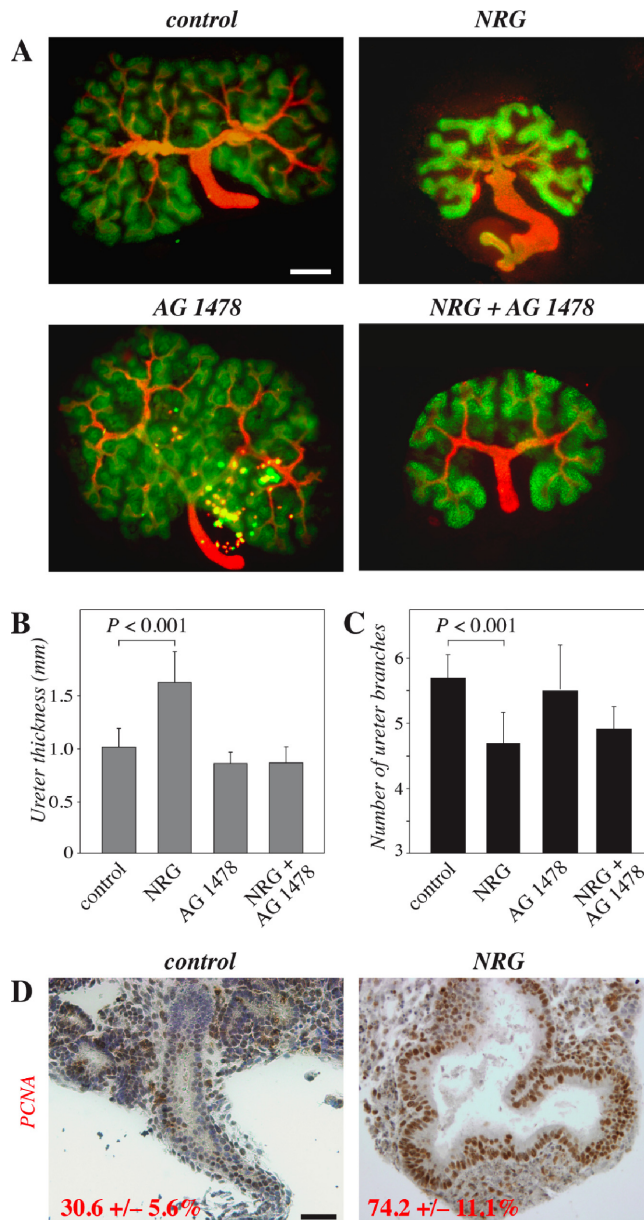 control
NRG
A
AG 1478
NRG + AG 1478
B
P < 0.001
Ureter thickness (mm)
1.5
1.0
0.5
0
control
NRG
AG 1478
NRG +
AG 1478
C
P < 0.001
Number of ureter branches
6
5
4
3
control
NRG
AG 1478
NRG +
AG 1478
control
NRG
D
PCNA
30.6 +/– 5.6%
74.2 +/– 11.1%